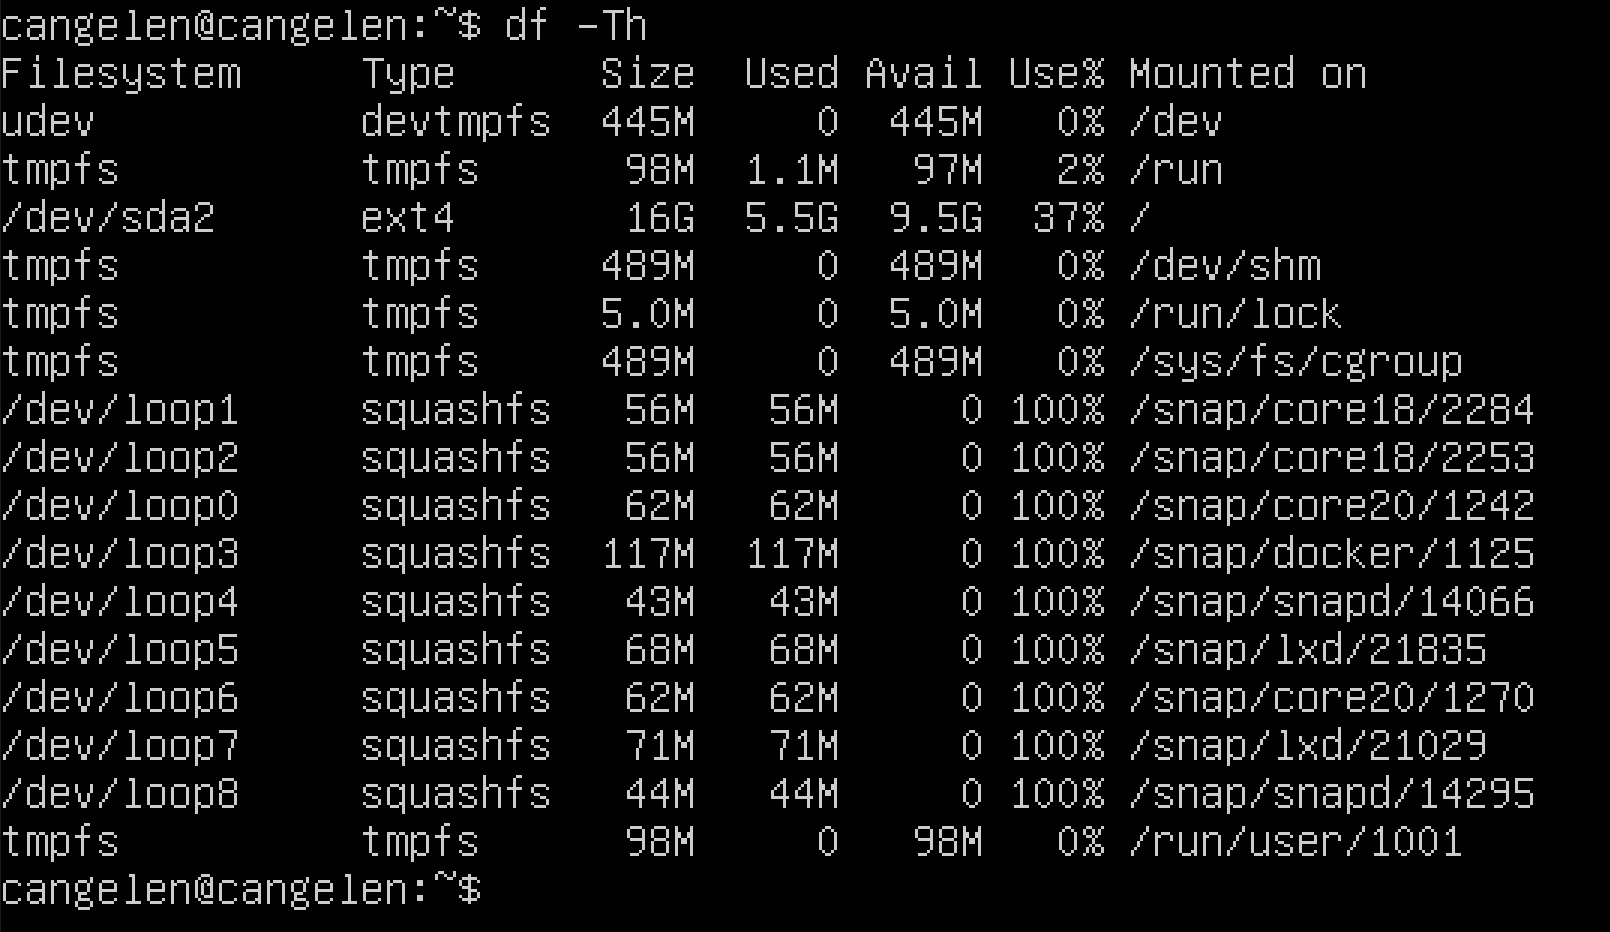 cangelen@cangelen:~$ df -Th
Filesystem     Type      Size  Used Avail Use% Mounted on
udev           devtmpfs  445M     0  445M   0% /dev
tmpfs          tmpfs      98M  1.1M   97M   2% /run
/dev/sda2      ext4       16G  5.5G  9.5G  37% /
tmpfs          tmpfs     489M     0  489M   0% /dev/shm
tmpfs          tmpfs     5.0M     0  5.0M   0% /run/lock
tmpfs          tmpfs     489M     0  489M   0% /sys/fs/cgroup
/dev/loop1     squashfs   56M   56M     0 100% /snap/core18/2284
/dev/loop2     squashfs   56M   56M     0 100% /snap/core18/2253
/dev/loop0     squashfs   62M   62M     0 100% /snap/core20/1242
/dev/loop3     squashfs  117M  117M     0 100% /snap/docker/1125
/dev/loop4     squashfs   43M   43M     0 100% /snap/snapd/14066
/dev/loop5     squashfs   68M   68M     0 100% /snap/lxd/21835
/dev/loop6     squashfs   62M   62M     0 100% /snap/core20/1270
/dev/loop7     squashfs   71M   71M     0 100% /snap/lxd/21029
/dev/loop8     squashfs   44M   44M     0 100% /snap/snapd/14295
tmpfs          tmpfs      98M     0   98M   0% /run/user/1001
cangelen@cangelen:~$